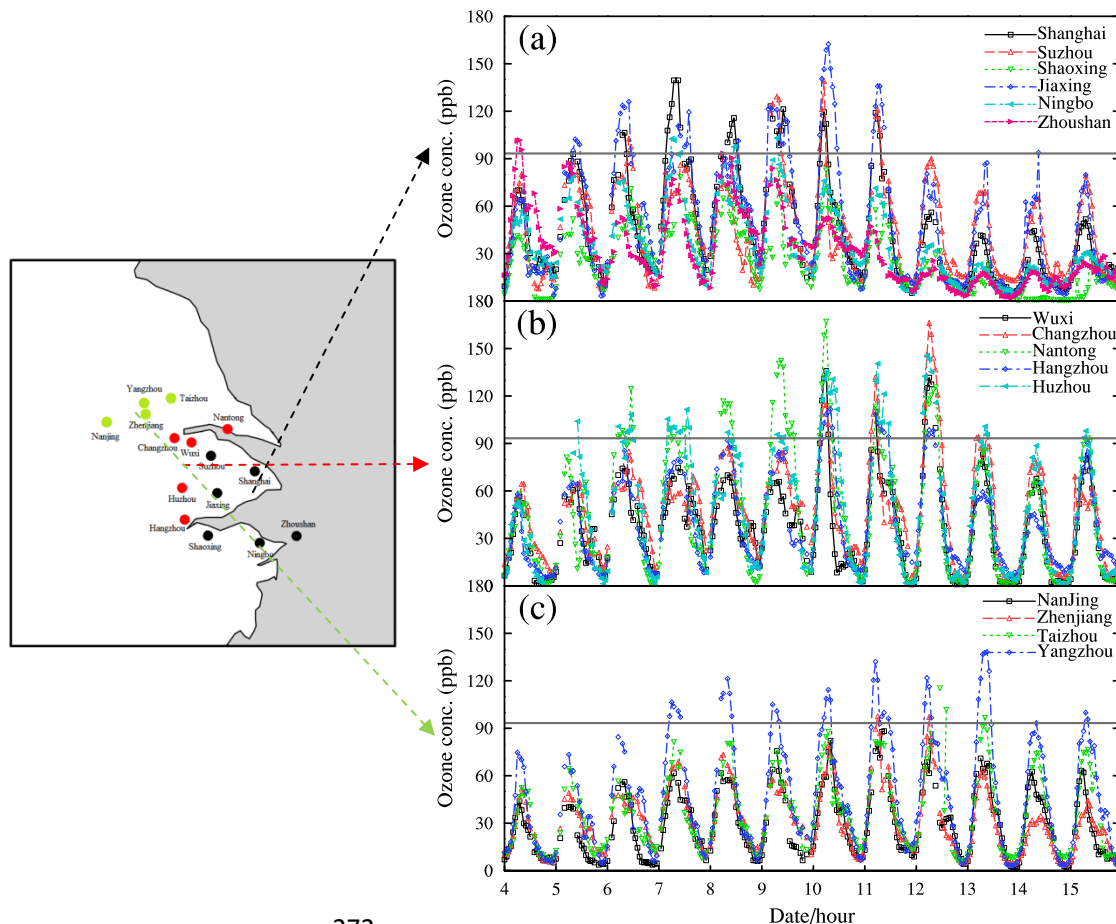 (a)
Shanghai
Suzhou
Shaoxing
Jiaxing
Ningbo
Zhoushan
Ozone conc. (ppb)
180
150
120
90
60
30
(b)
Wuxi
Changzhou
Nantong
Hangzhou
Huzhou
Ozone conc. (ppb)
180
150
120
90
60
30
(c)
NanJing
Zhenjiang
Taizhou
Yangzhou
Ozone conc. (ppb)
180
150
120
90
60
30
0
4 5 6 7 8 9 10 11 12 13 14 15
Date/hour
Yangzhou
Taizhou
Zhenjiang
Nanjing
Nantong
Changzhou
Wuxi
Suzhou
Shanghai
Huzhou
Jiaxing
Hangzhou
Zhoushan
Shaoxing
Ningbo